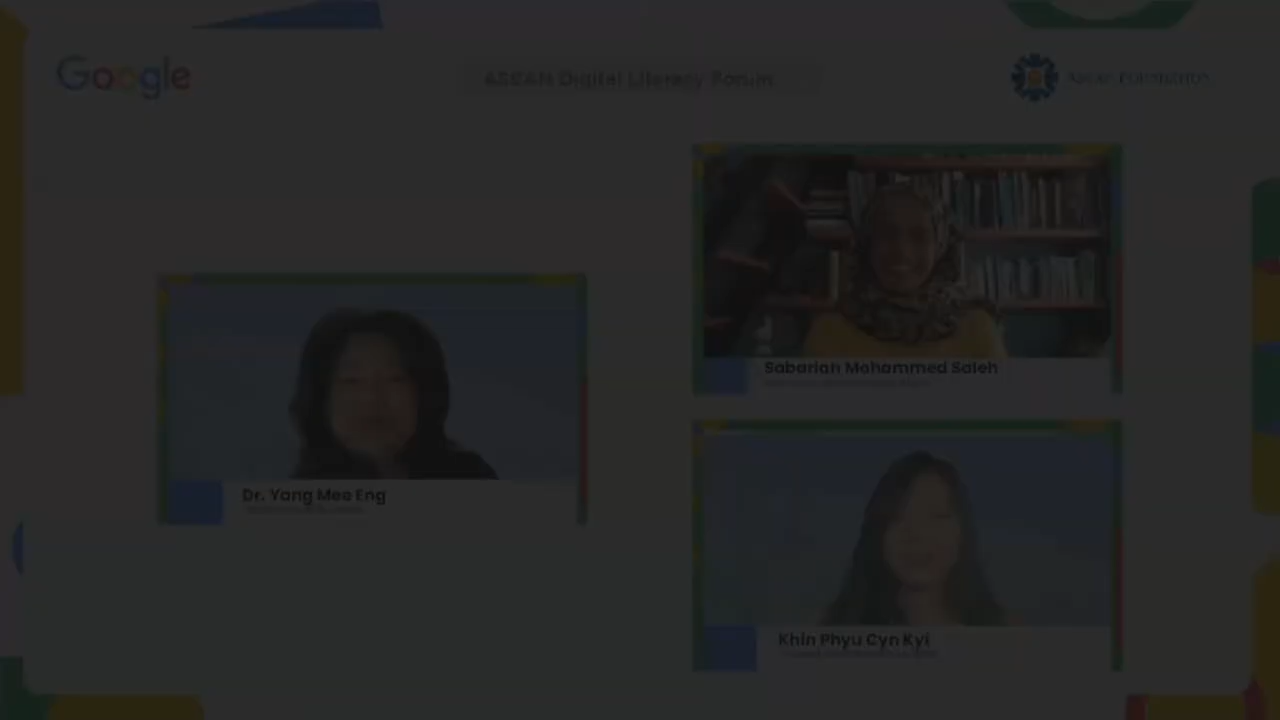 Google
ASEAN Digital Literacy Forum
ASEAN FOUNDATION
Sabariah Mohammed Saleh
Dr. Yang Mee Eng
Khin Phyu Cyn Kyi